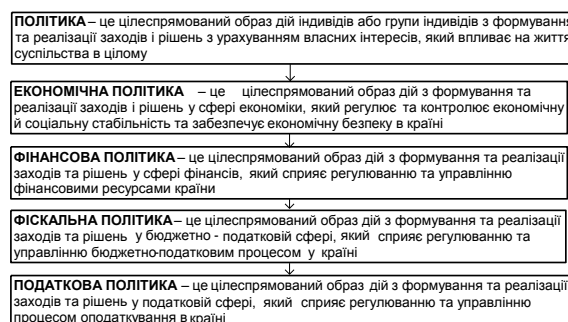 ПОЛІТИКА – це цілеспрямований образ дій індивідів або групи індивідів з формування
та реалізації заходів і рішень з урахуванням власних інтересів, який впливає на життя
суспільства в цілому
ЕКОНОМІЧНА ПОЛІТИКА – це цілеспрямований образ дій з формування та
реалізації заходів і рішень у сфері економіки, який регулює та контролює економічну
й соціальну стабільність та забезпечує економічну безпеку в країні
ФІНАНСОВА ПОЛІТИКА – це цілеспрямований образ дій з формування та реалізації
заходів та рішень у сфері фінансів, який сприяє регулюванню та управлінню
фінансовими ресурсами країни
ФІСКАЛЬНА ПОЛІТИКА – це цілеспрямований образ дій з формування та реалізації
заходів та рішень у бюджетно - податковій сфері, який сприяє регулюванню та
управлінню бюджетно-податковим процесом у країні
ПОДАТКОВА ПОЛІТИКА – це цілеспрямований образ дій з формування та реалізації
заходів та рішень у податковій сфері, який сприяє регулюванню та управлінню
процесом оподаткування в країні